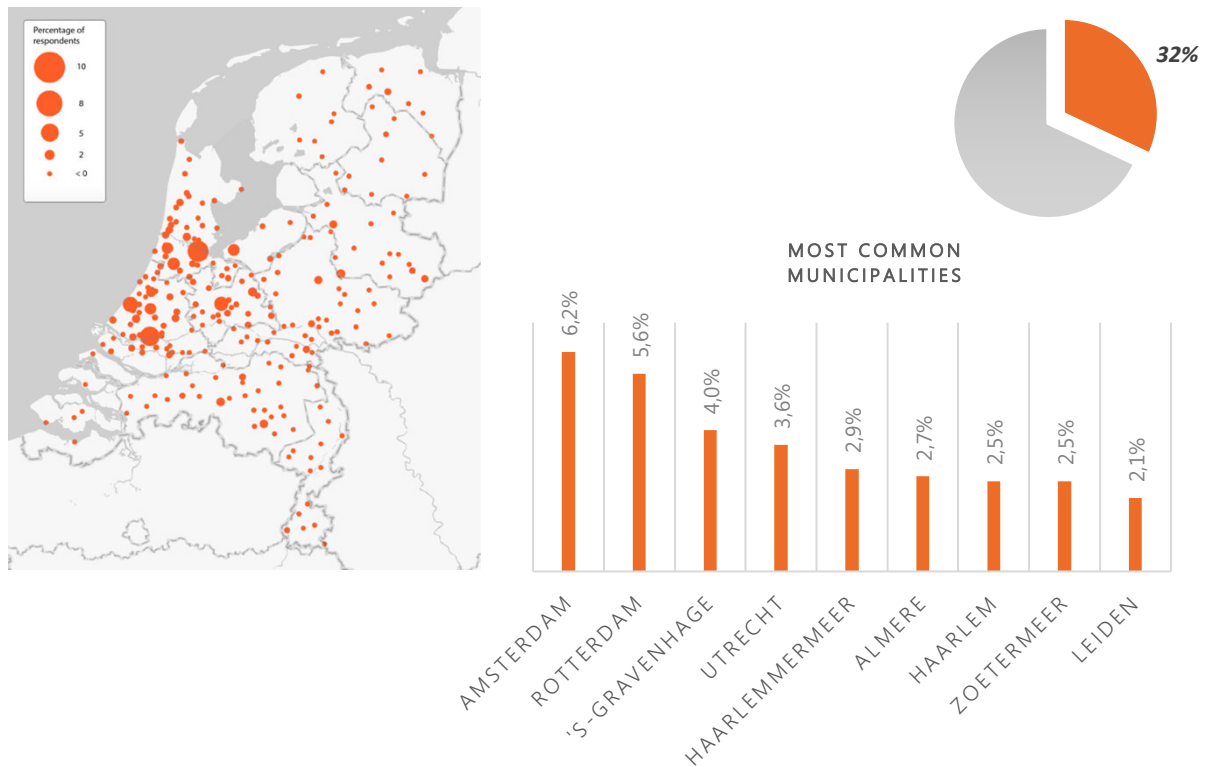 Percentage of
respondents
10
8
5
2
< 0
32%
MOST COMMON
MUNICIPALITIES
6,2%
5,6%
4,0%
3,6%
2,9%
2,7%
2,5%
2,5%
2,1%
AMSTERDAM
ROTTERDAM
'S-GRAVENHAGE
UTRECHT
HAARLEMMERMEER
ALMERE
HAARLEM
ZOETERMEER
LEIDEN